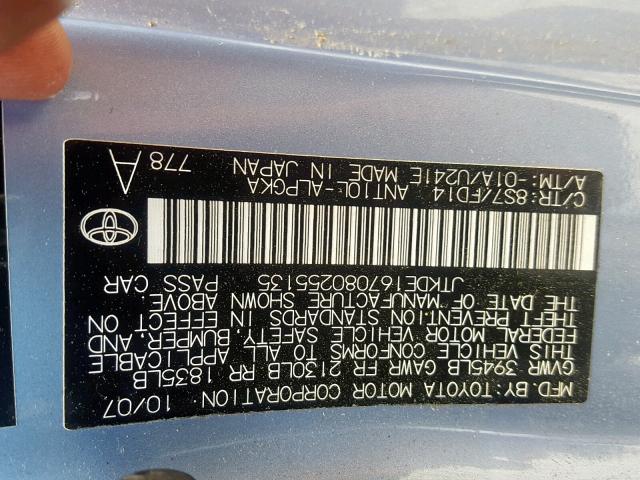 MFD. BY: TOYOTA MOTOR CORPORATION 10/07
GVWR 3945LB GAWR FR 2130LB RR 1835LB
THIS VEHICLE CONFORMS TO ALL APPLICABLE
FEDERAL MOTOR VEHICLE SAFETY, BUMPER, AND
THEFT PREVENTION STANDARDS IN EFFECT ON
THE DATE OF MANUFACTURE SHOWN ABOVE.
JTKDE167080255135 PASS CAR
C/TR: 8S7/FD14 ANT10L-ALPGKA
A/TM: -01A/U241E MADE IN JAPAN 778 A